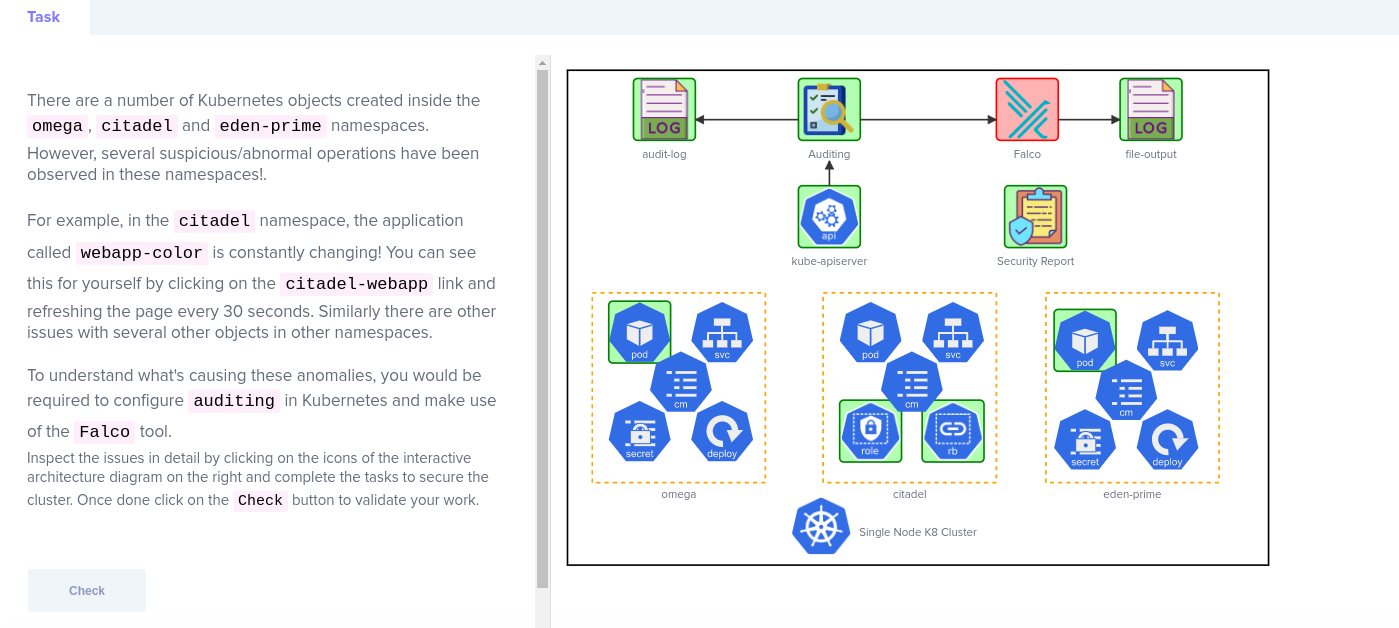 Task
There are a number of Kubernetes objects created inside the
omega , citadel and eden-prime namespaces.
However, several suspicious/abnormal operations have been
observed in these namespaces!.
For example, in the citadel namespace, the application
called webapp-color is constantly changing! You can see
this for yourself by clicking on the citadel-webapp link and
refreshing the page every 30 seconds. Similarly there are other
issues with several other objects in other namespaces.
To understand what's causing these anomalies, you would be
required to configure auditing in Kubernetes and make use
of the Falco tool.
Inspect the issues in detail by clicking on the icons of the interactive
architecture diagram on the right and complete the tasks to secure the
cluster. Once done click on the Check button to validate your work.
Check
LOG
LOG
audit-log
Auditing
Falco
file-output
api
kube-apiserver
Security Report
pod
svc
cm
secret
deploy
omega
pod
svc
cm
role
rb
citadel
pod
svc
cm
secret
deploy
eden-prime
Single Node K8 Cluster